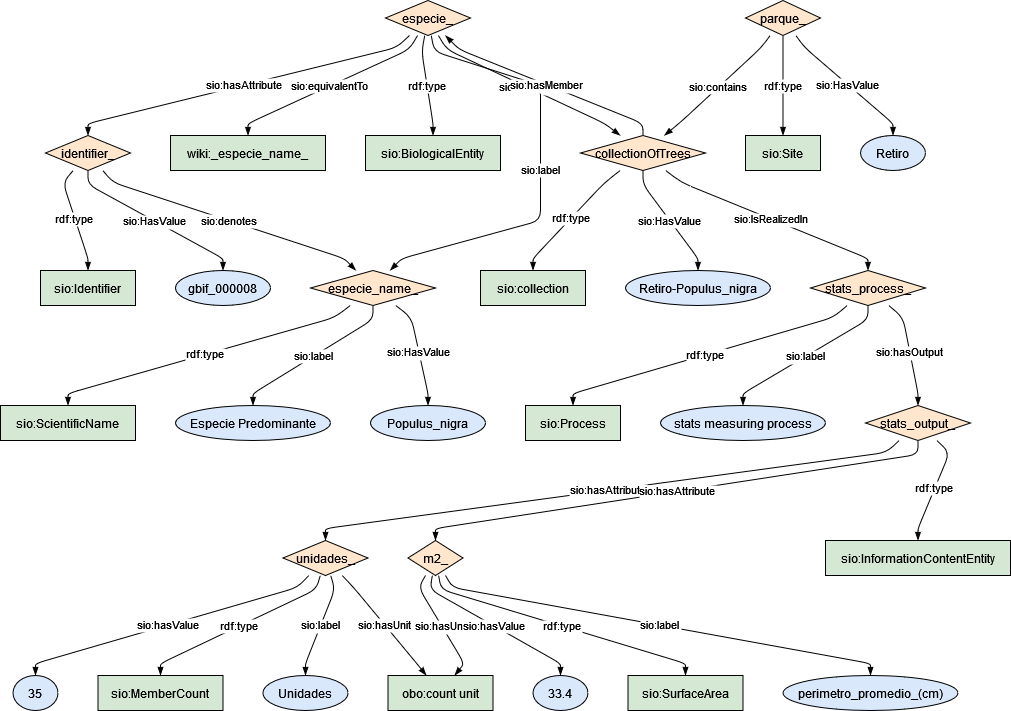 especie_
parque_
sio:hasAttribute
sio:equivalentTo
rdf:type
sio:hasMember
sio:contains
rdf:type
sio:HasValue
identifier_
wiki:_especie_name_
sio:BiologicalEntity
collectionOfTrees
sio:Site
Retiro
sio:label
rdf:type
sio:HasValue
sio:denotes
rdf:type
sio:HasValue
sio:IsRealizedIn
sio:Identifier
gbif_000008
especie_name_
sio:collection
Retiro-Populus_nigra
stats_process_
rdf:type
sio:label
sio:HasValue
rdf:type
sio:label
sio:hasOutput
sio:ScientificName
Especie Predominante
Populus_nigra
sio:Process
stats measuring process
stats_output_
sio:hasAttribut
sio:hasAttribute
rdf:type
unidades_
m2_
sio:InformationContentEntity
sio:hasValue
rdf:type
sio:label
sio:hasUnit
sio:hasUn
sio:hasValue
rdf:type
sio:label
35
sio:MemberCount
Unidades
obo:count unit
33.4
sio:SurfaceArea
perimetro_promedio_(cm)